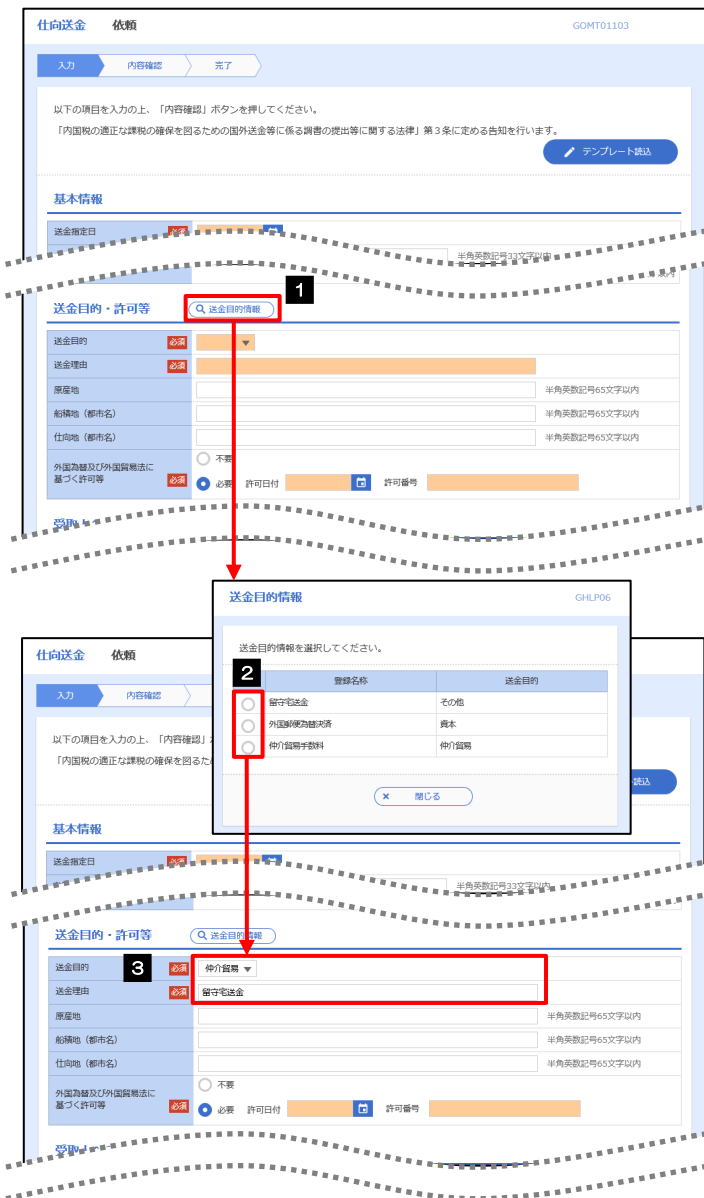 仕向送金 依頼 GOMT01103
入力 内容確認 完了
以下の項目を入力の上、「内容確認」ボタンを押してください。
「内国税の適正な課税の確保を図るための国外送金等に係る調書の提出等に関する法律」第3条に定める告知を行います。
テンプレート読込
基本情報
送金指定日 必須
半角英数記号33文字以内
1
送金目的・許可等 送金目的情報
送金目的 必須
送金理由 必須
原産地 半角英数記号65文字以内
船積地（都市名） 半角英数記号65文字以内
仕向地（都市名） 半角英数記号65文字以内
不要
外国為替及び外国貿易法に
基づく許可等 必須 必要 許可日付 許可番号
送金目的情報 GHLP06
送金目的情報を選択してください。
2
登録名称 送金目的
留守宅送金 その他
外国郵便為替決済 資本
仲介貿易手数料 仲介貿易
× 閉じる
仕向送金 依頼
入力 内容確認
以下の項目を入力の上、「内容確認」
「内国税の適正な課税の確保を図るため
読込
基本情報
送金指定日 必須
半角英数記号33文字以内
送金目的・許可等 送金目的情報
3
送金目的 必須 仲介貿易
送金理由 必須 留守宅送金
原産地 半角英数記号65文字以内
船積地（都市名） 半角英数記号65文字以内
仕向地（都市名） 半角英数記号65文字以内
不要
外国為替及び外国貿易法に
基づく許可等 必須 必要 許可日付 許可番号